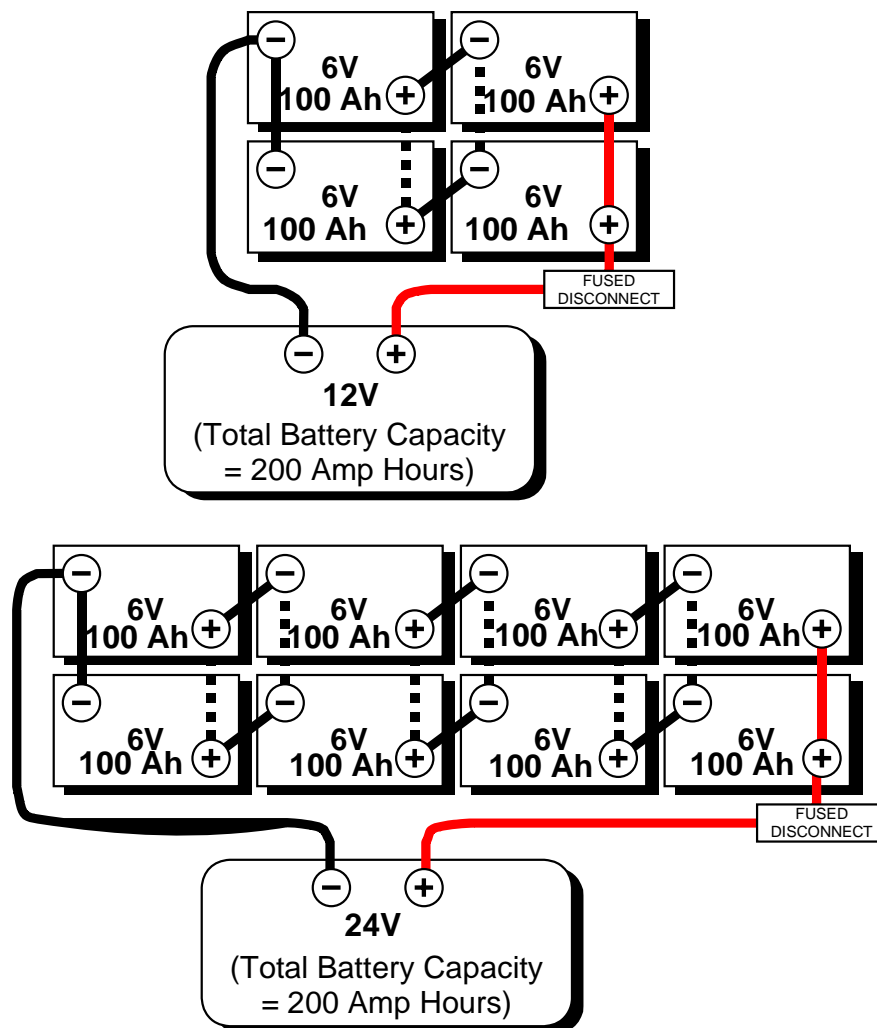 − − 
6V 6V
100 Ah + 100 Ah +
− −
6V 6V
100 Ah + 100 Ah +
FUSED
DISCONNECT
− +
12V
(Total Battery Capacity
= 200 Amp Hours)
− − − −
6V 6V 6V 6V
100 Ah + 100 Ah + 100 Ah + 100 Ah +
− − − −
6V 6V 6V 6V
100 Ah + 100 Ah + 100 Ah + 100 Ah +
FUSED
DISCONNECT
− +
24V
(Total Battery Capacity
= 200 Amp Hours)